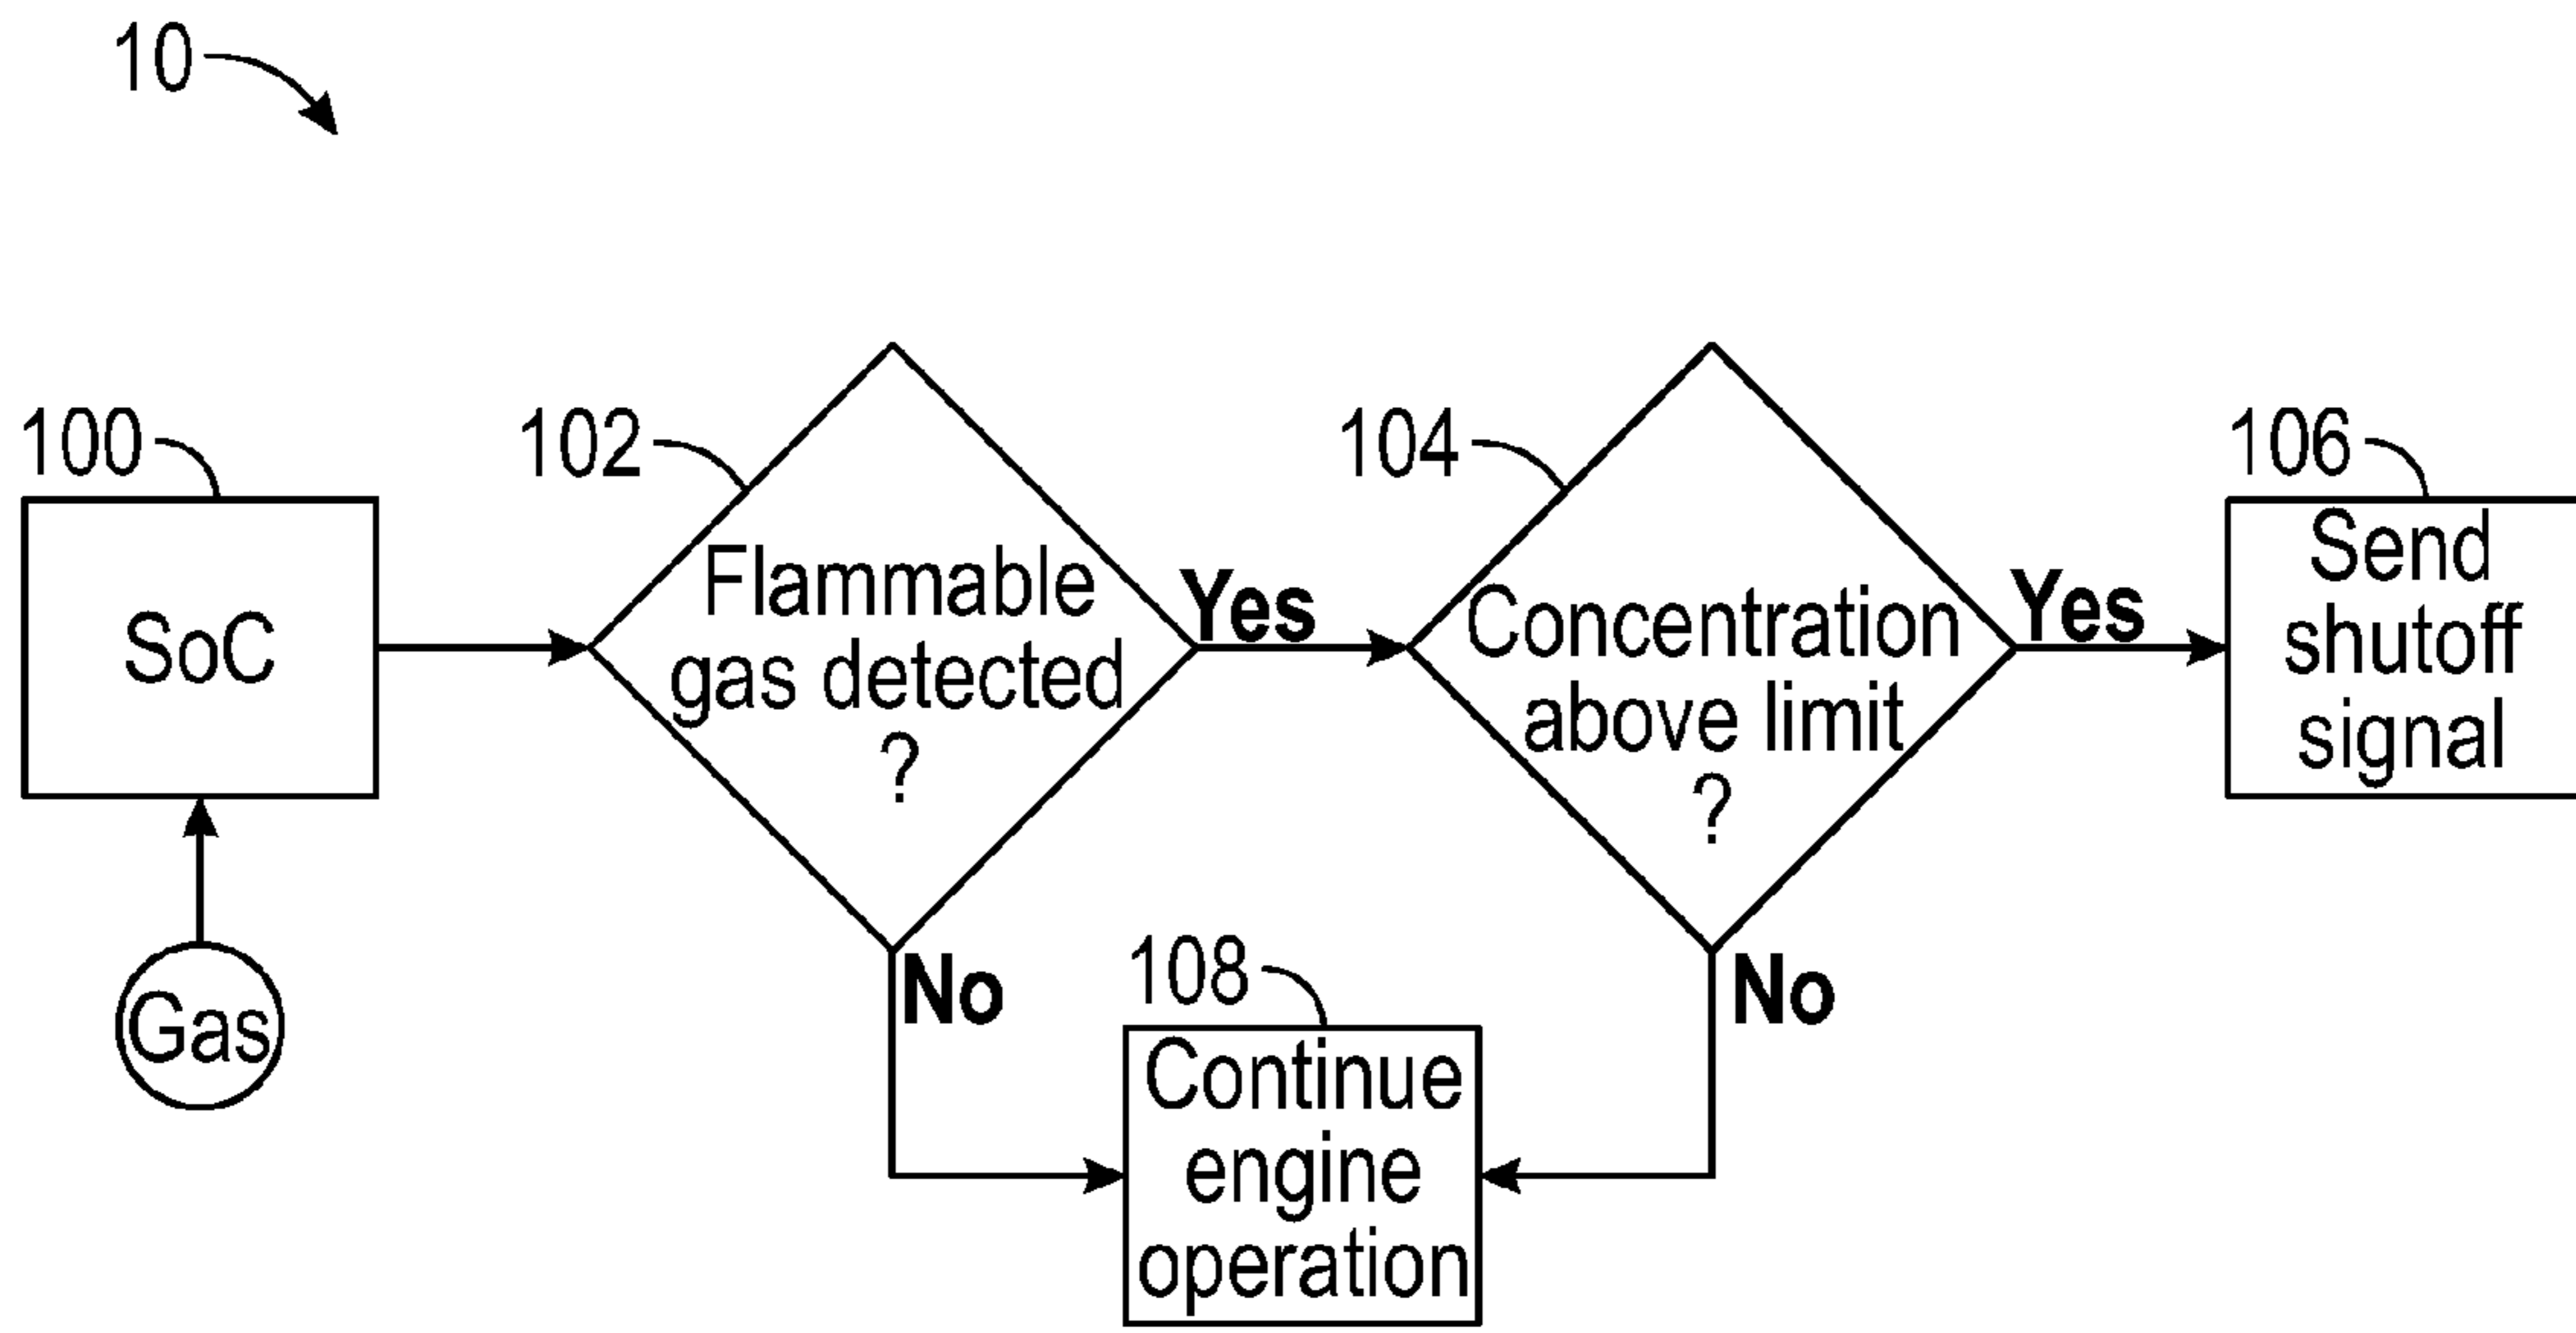 10
100
SoC
Gas
102
Flammable
gas detected
?
Yes
No
104
Concentration
above limit
?
Yes
No
106
Send
shutoff
signal
108
Continue
engine
operation